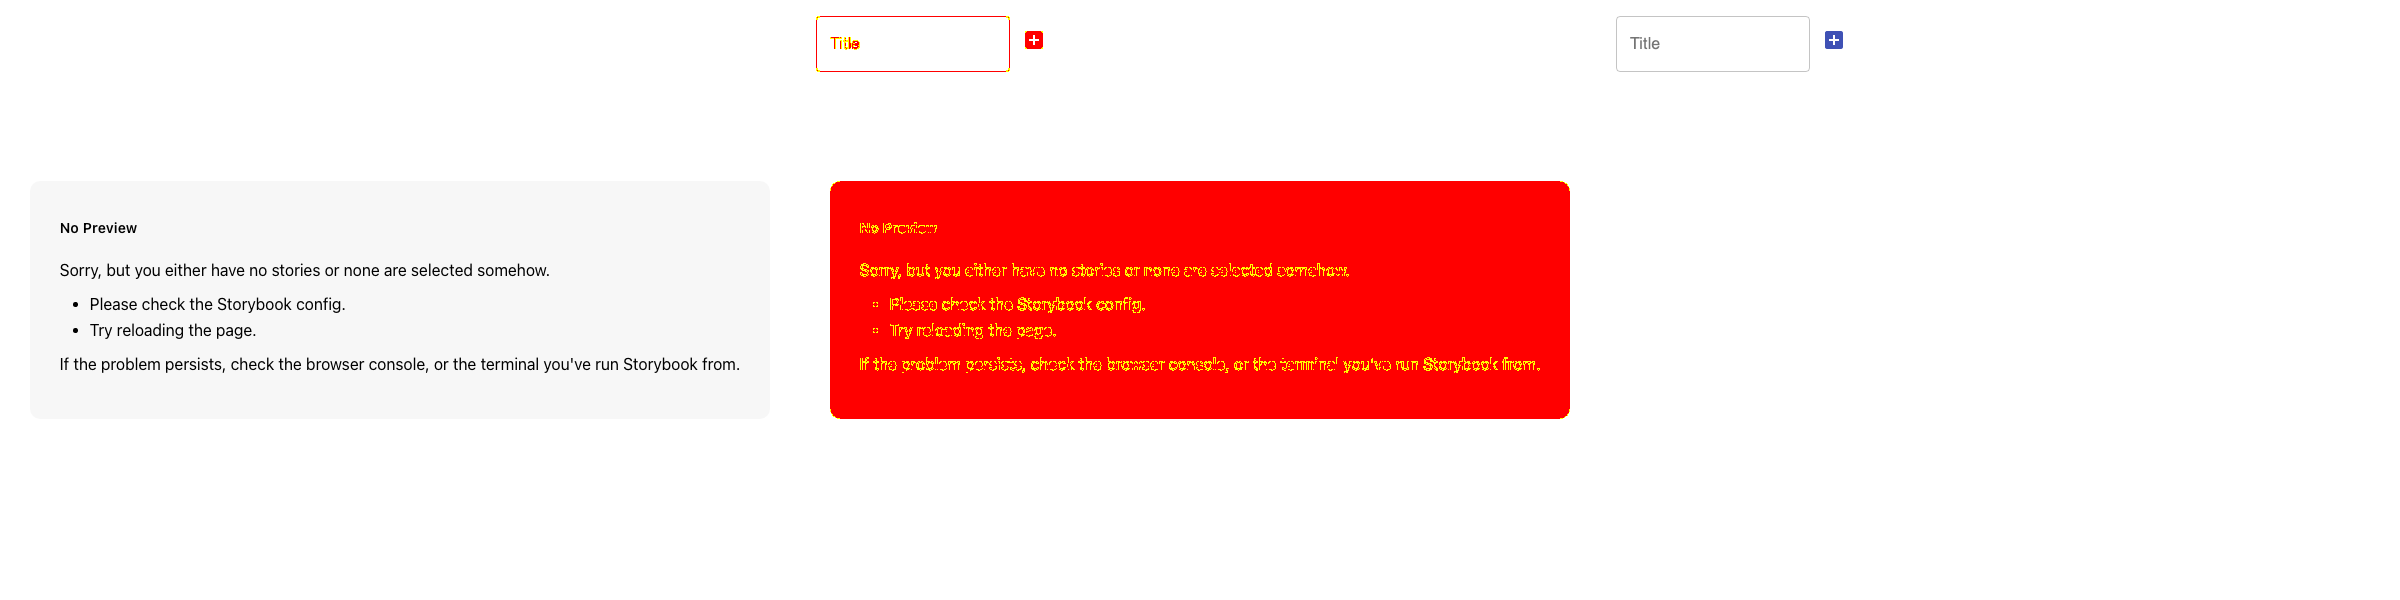 Title
Title
No Preview
Sorry, but you either have no stories or none are selected somehow.
Please check the Storybook config.
Try reloading the page.
If the problem persists, check the browser console, or the terminal you've run Storybook from.
No Preview
Sorry, but you either have no stories or none are selected somehow.
Please check the Storybook config.
Try reloading the page.
If the problem persists, check the browser console, or the terminal you've run Storybook from.